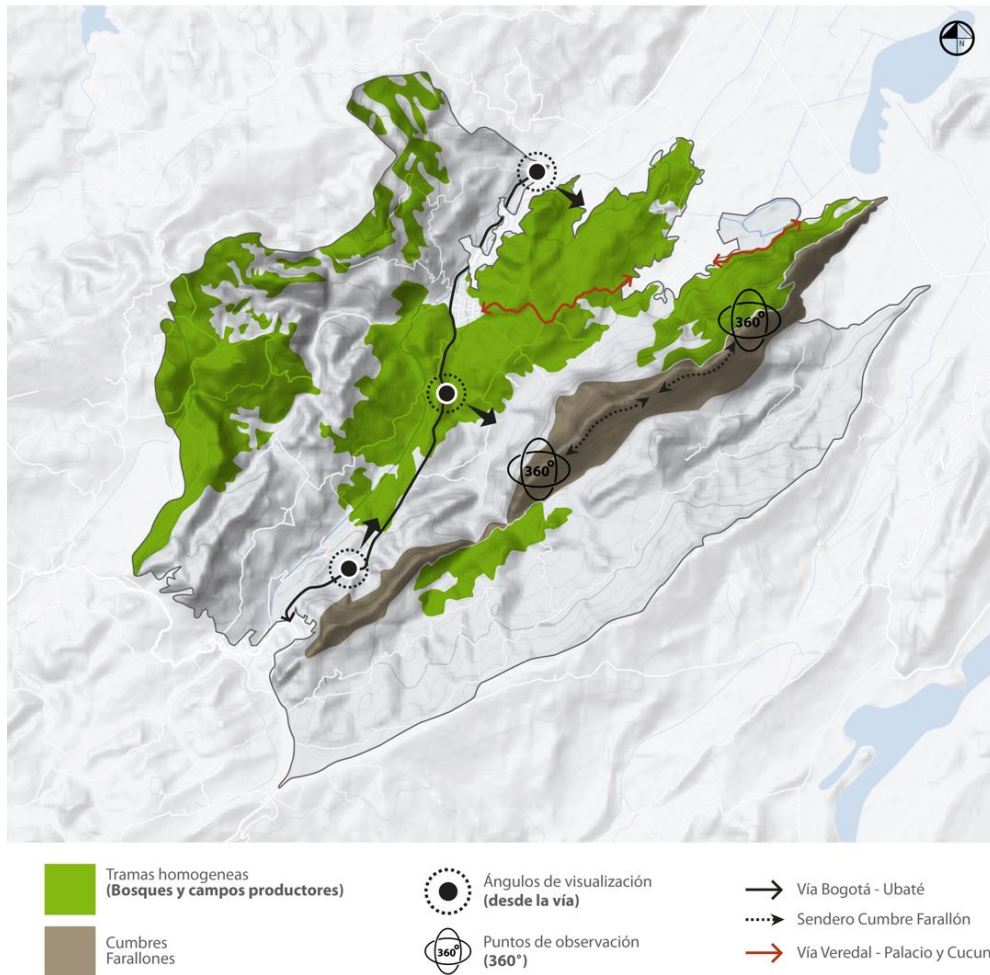 N
360°
360°
Tramas homogeneas
(Bosques y campos productores)
Cumbres
Farallones
Ángulos de visualización
(desde la vía)
360°
Puntos de observación
(360°)
Vía Bogotá - Ubaté
Sendero Cumbre Farallón
Vía Veredal - Palacio y Cucun